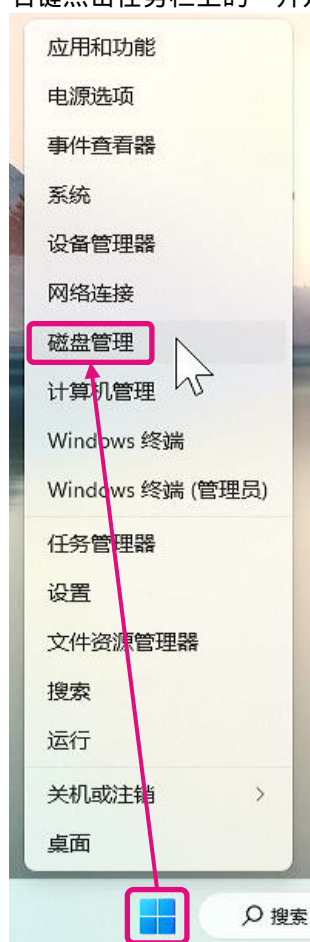 应用和功能
电源选项
事件查看器
系统
设备管理器
网络连接
磁盘管理
计算机管理
Windows 终端
Windows 终端 (管理员)
任务管理器
设置
文件资源管理器
搜索
运行
关机或注销
桌面
搜索